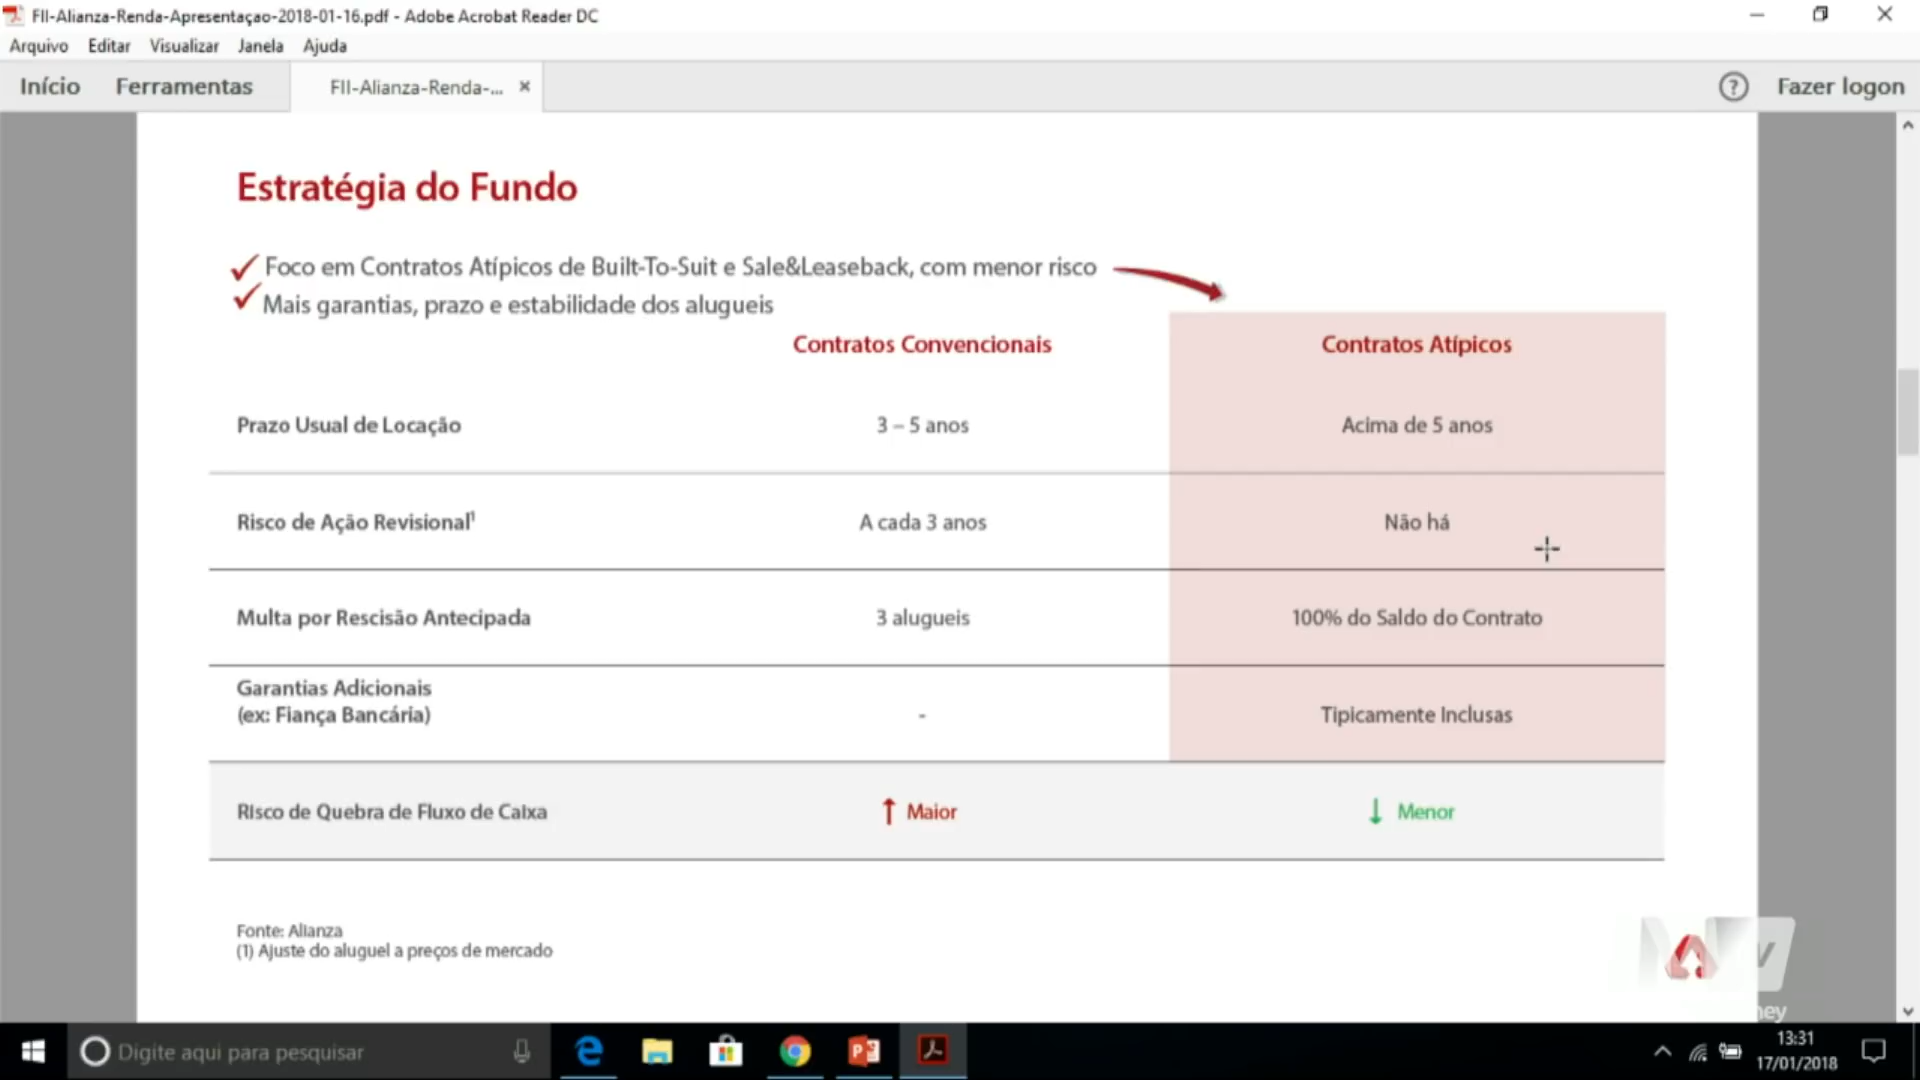 FII-Alianza-Renda-Apresentaçao-2018-01-16.pdf - Adobe Acrobat Reader DC
Arquivo Editar Visualizar Janela Ajuda
Início Ferramentas FII-Alianza-Renda-... × ? Fazer logon
Estratégia do Fundo
Foco em Contratos Atípicos de Built-To-Suit e Sale&Leaseback, com menor risco
Mais garantias, prazo e estabilidade dos alugueis
Contratos Convencionais Contratos Atípicos
Prazo Usual de Locação 3 – 5 anos Acima de 5 anos
Risco de Ação Revisional¹ A cada 3 anos Não há
Multa por Rescisão Antecipada 3 alugueis 100% do Saldo do Contrato
Garantias Adicionais
(ex: Fiança Bancária) - Tipicamente Inclusas
Risco de Quebra de Fluxo de Caixa ↑ Maior ↓ Menor
Fonte: Alianza
(1) Ajuste do aluguel a preços de mercado
Digite aqui para pesquisar
13:31
17/01/2018